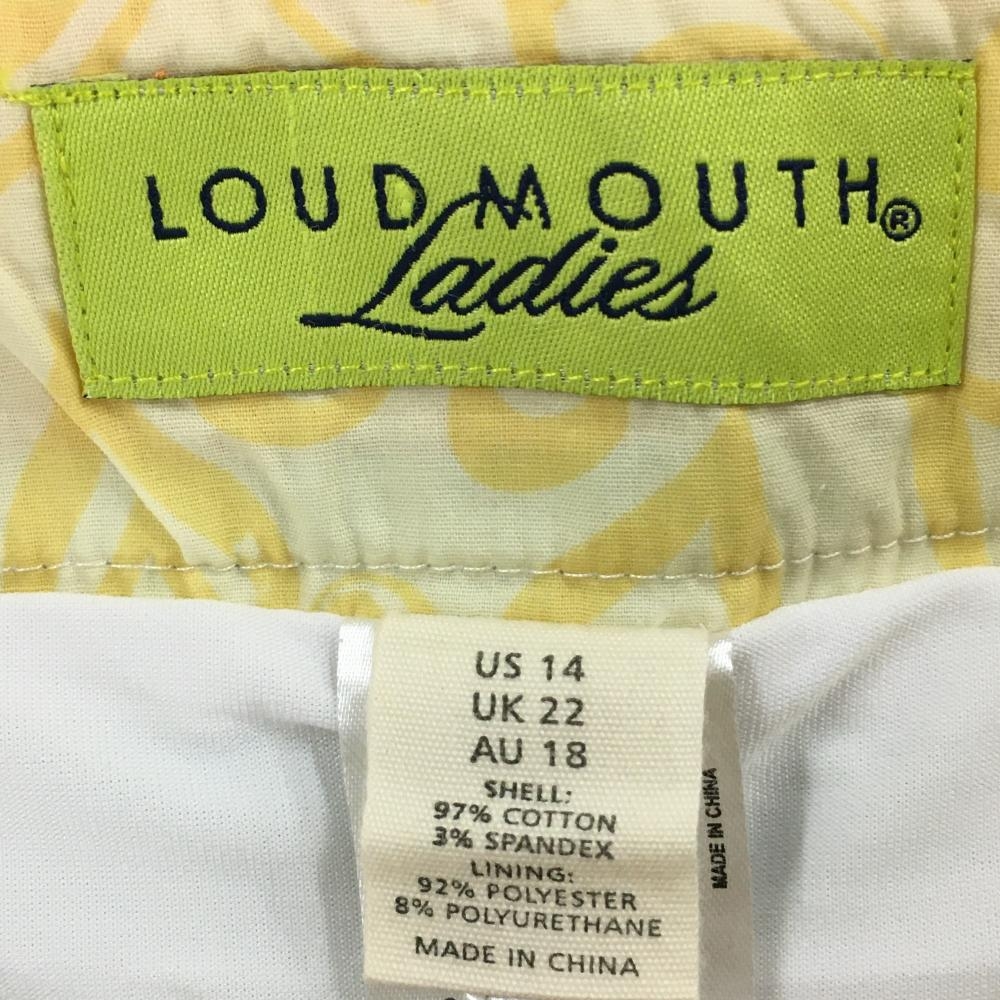 LOUDMOUTH®
Ladies
US 14
UK 22
AU 18
SHELL:
97% COTTON
3% SPANDEX
LINING:
92% POLYESTER
8% POLYURETHANE
MADE IN CHINA
MADE IN CHINA